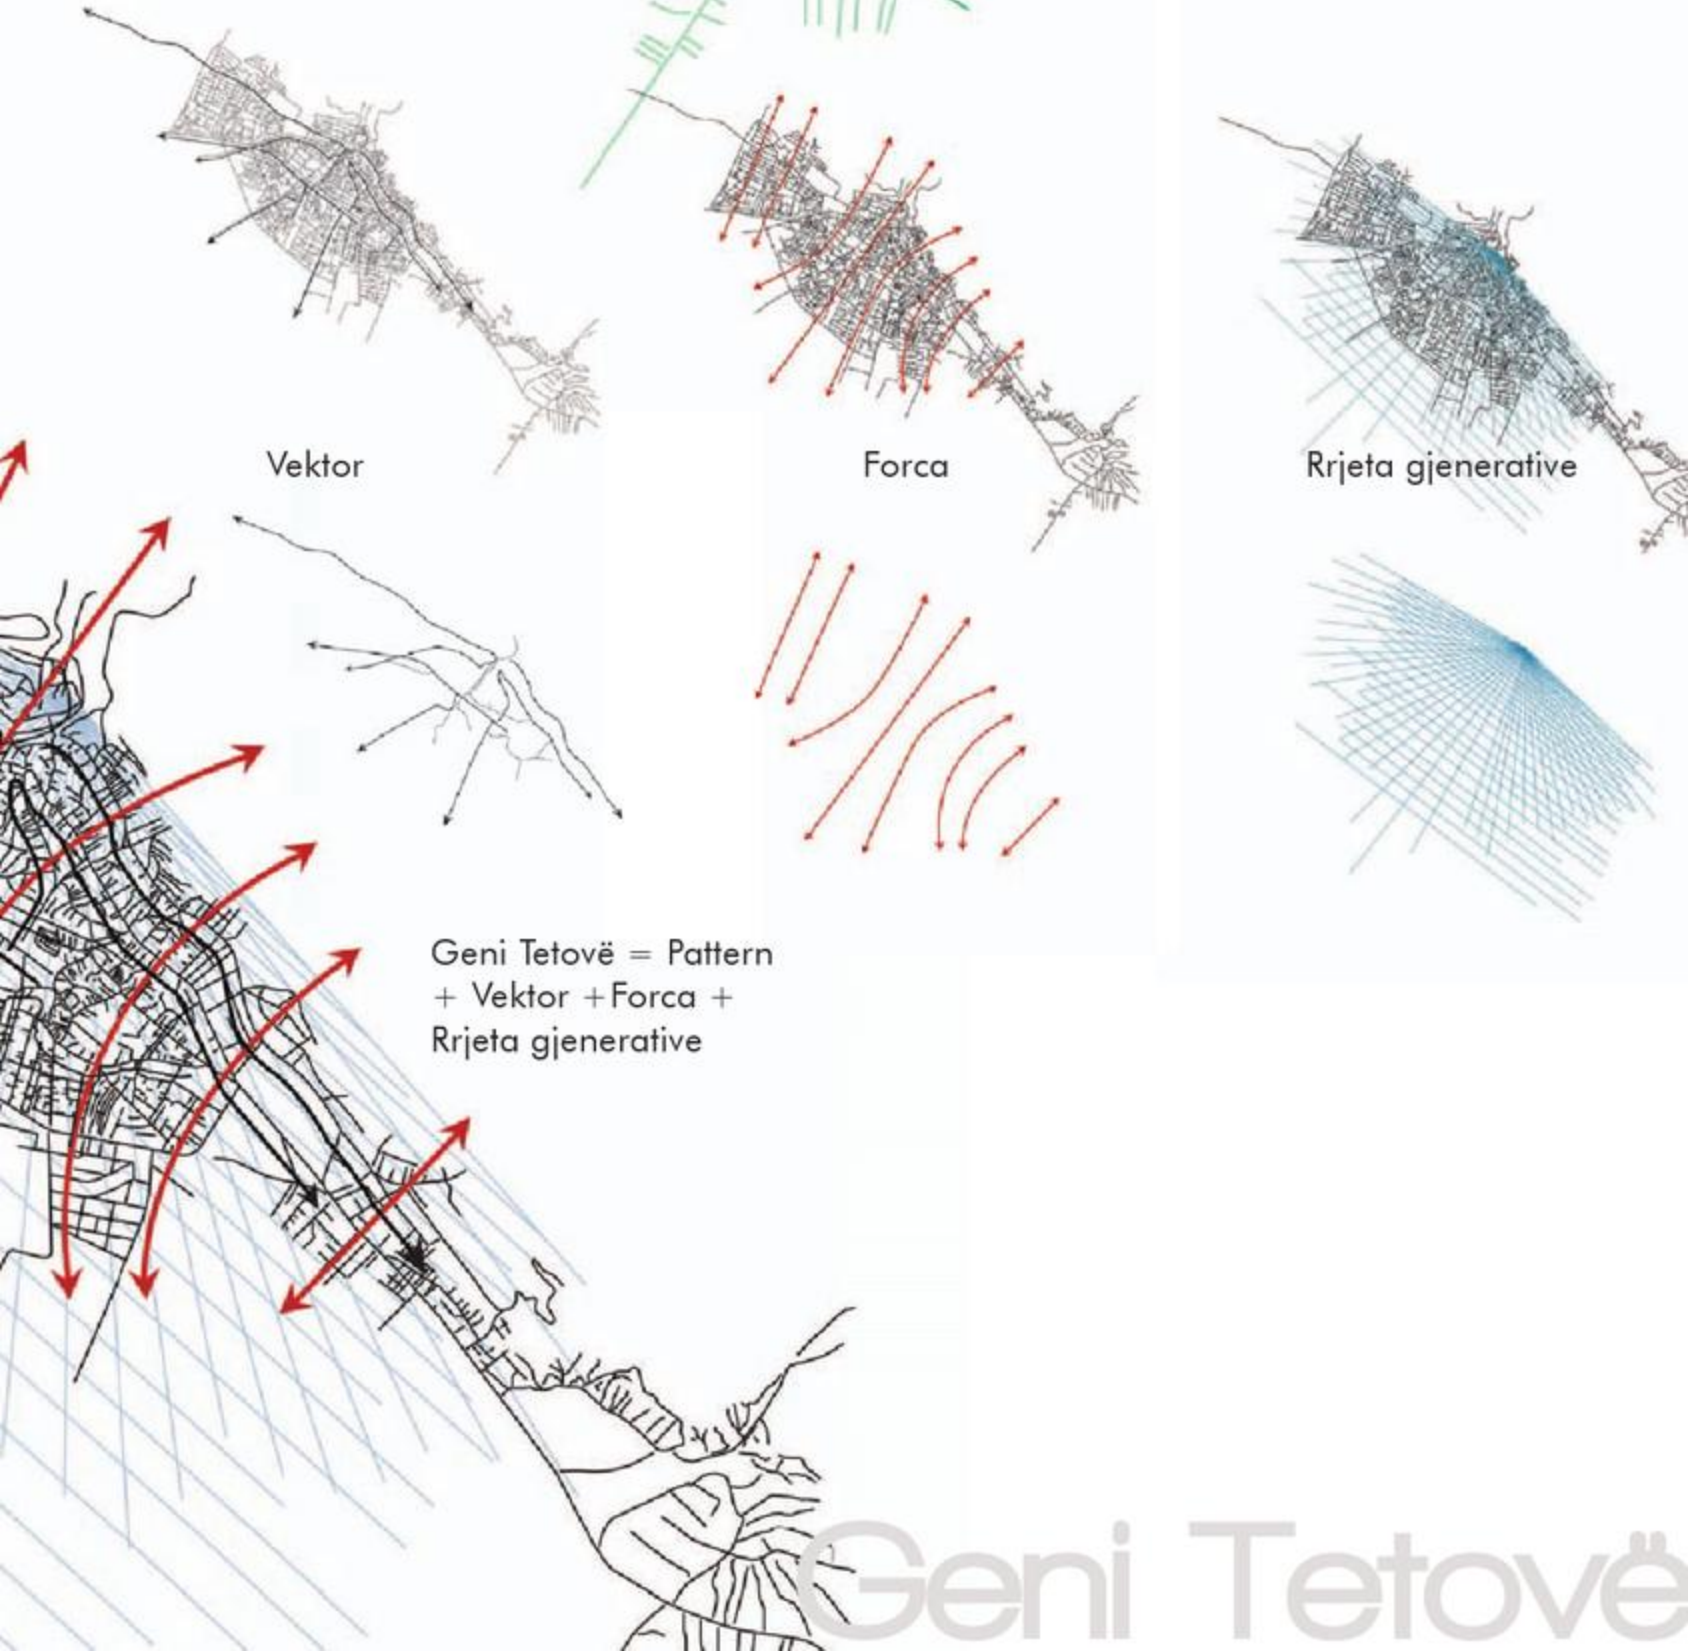 Vektor
Forca
Rrjeta gjenerative
Geni Tetovë = Pattern
+ Vektor +Forca +
Rrjeta gjenerative
Geni Tetovë